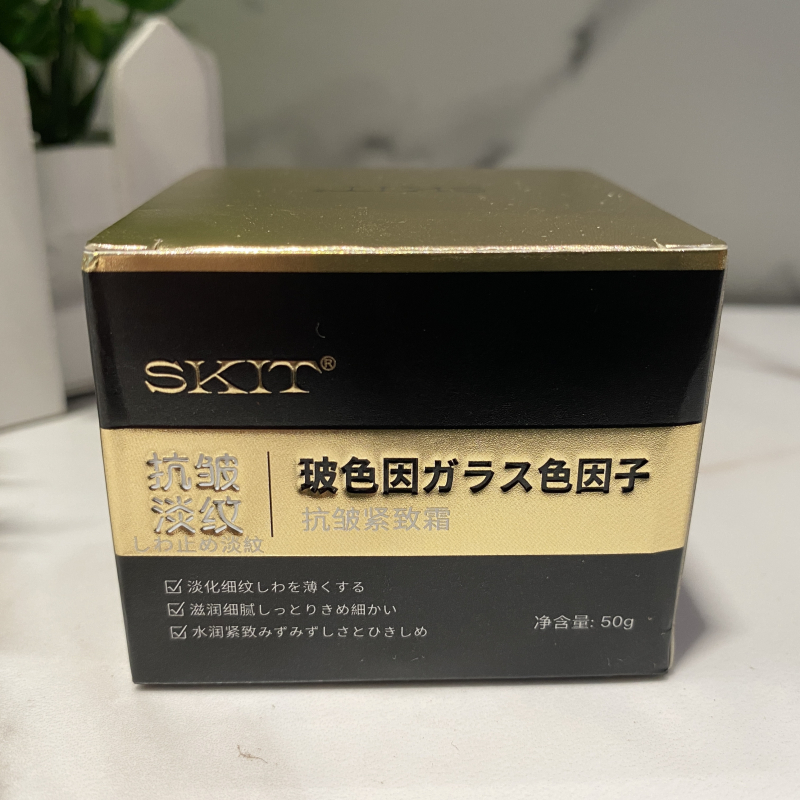 SKIT®
抗皱
淡纹
しわ止め淡紋
玻色因ガラス色因子
抗皱紧致霜
☑ 淡化细纹しわを薄くする
☑ 滋润细腻しっとりきめ細かい
☑ 水润紧致みずみずしさとひきしめ
净含量: 50g